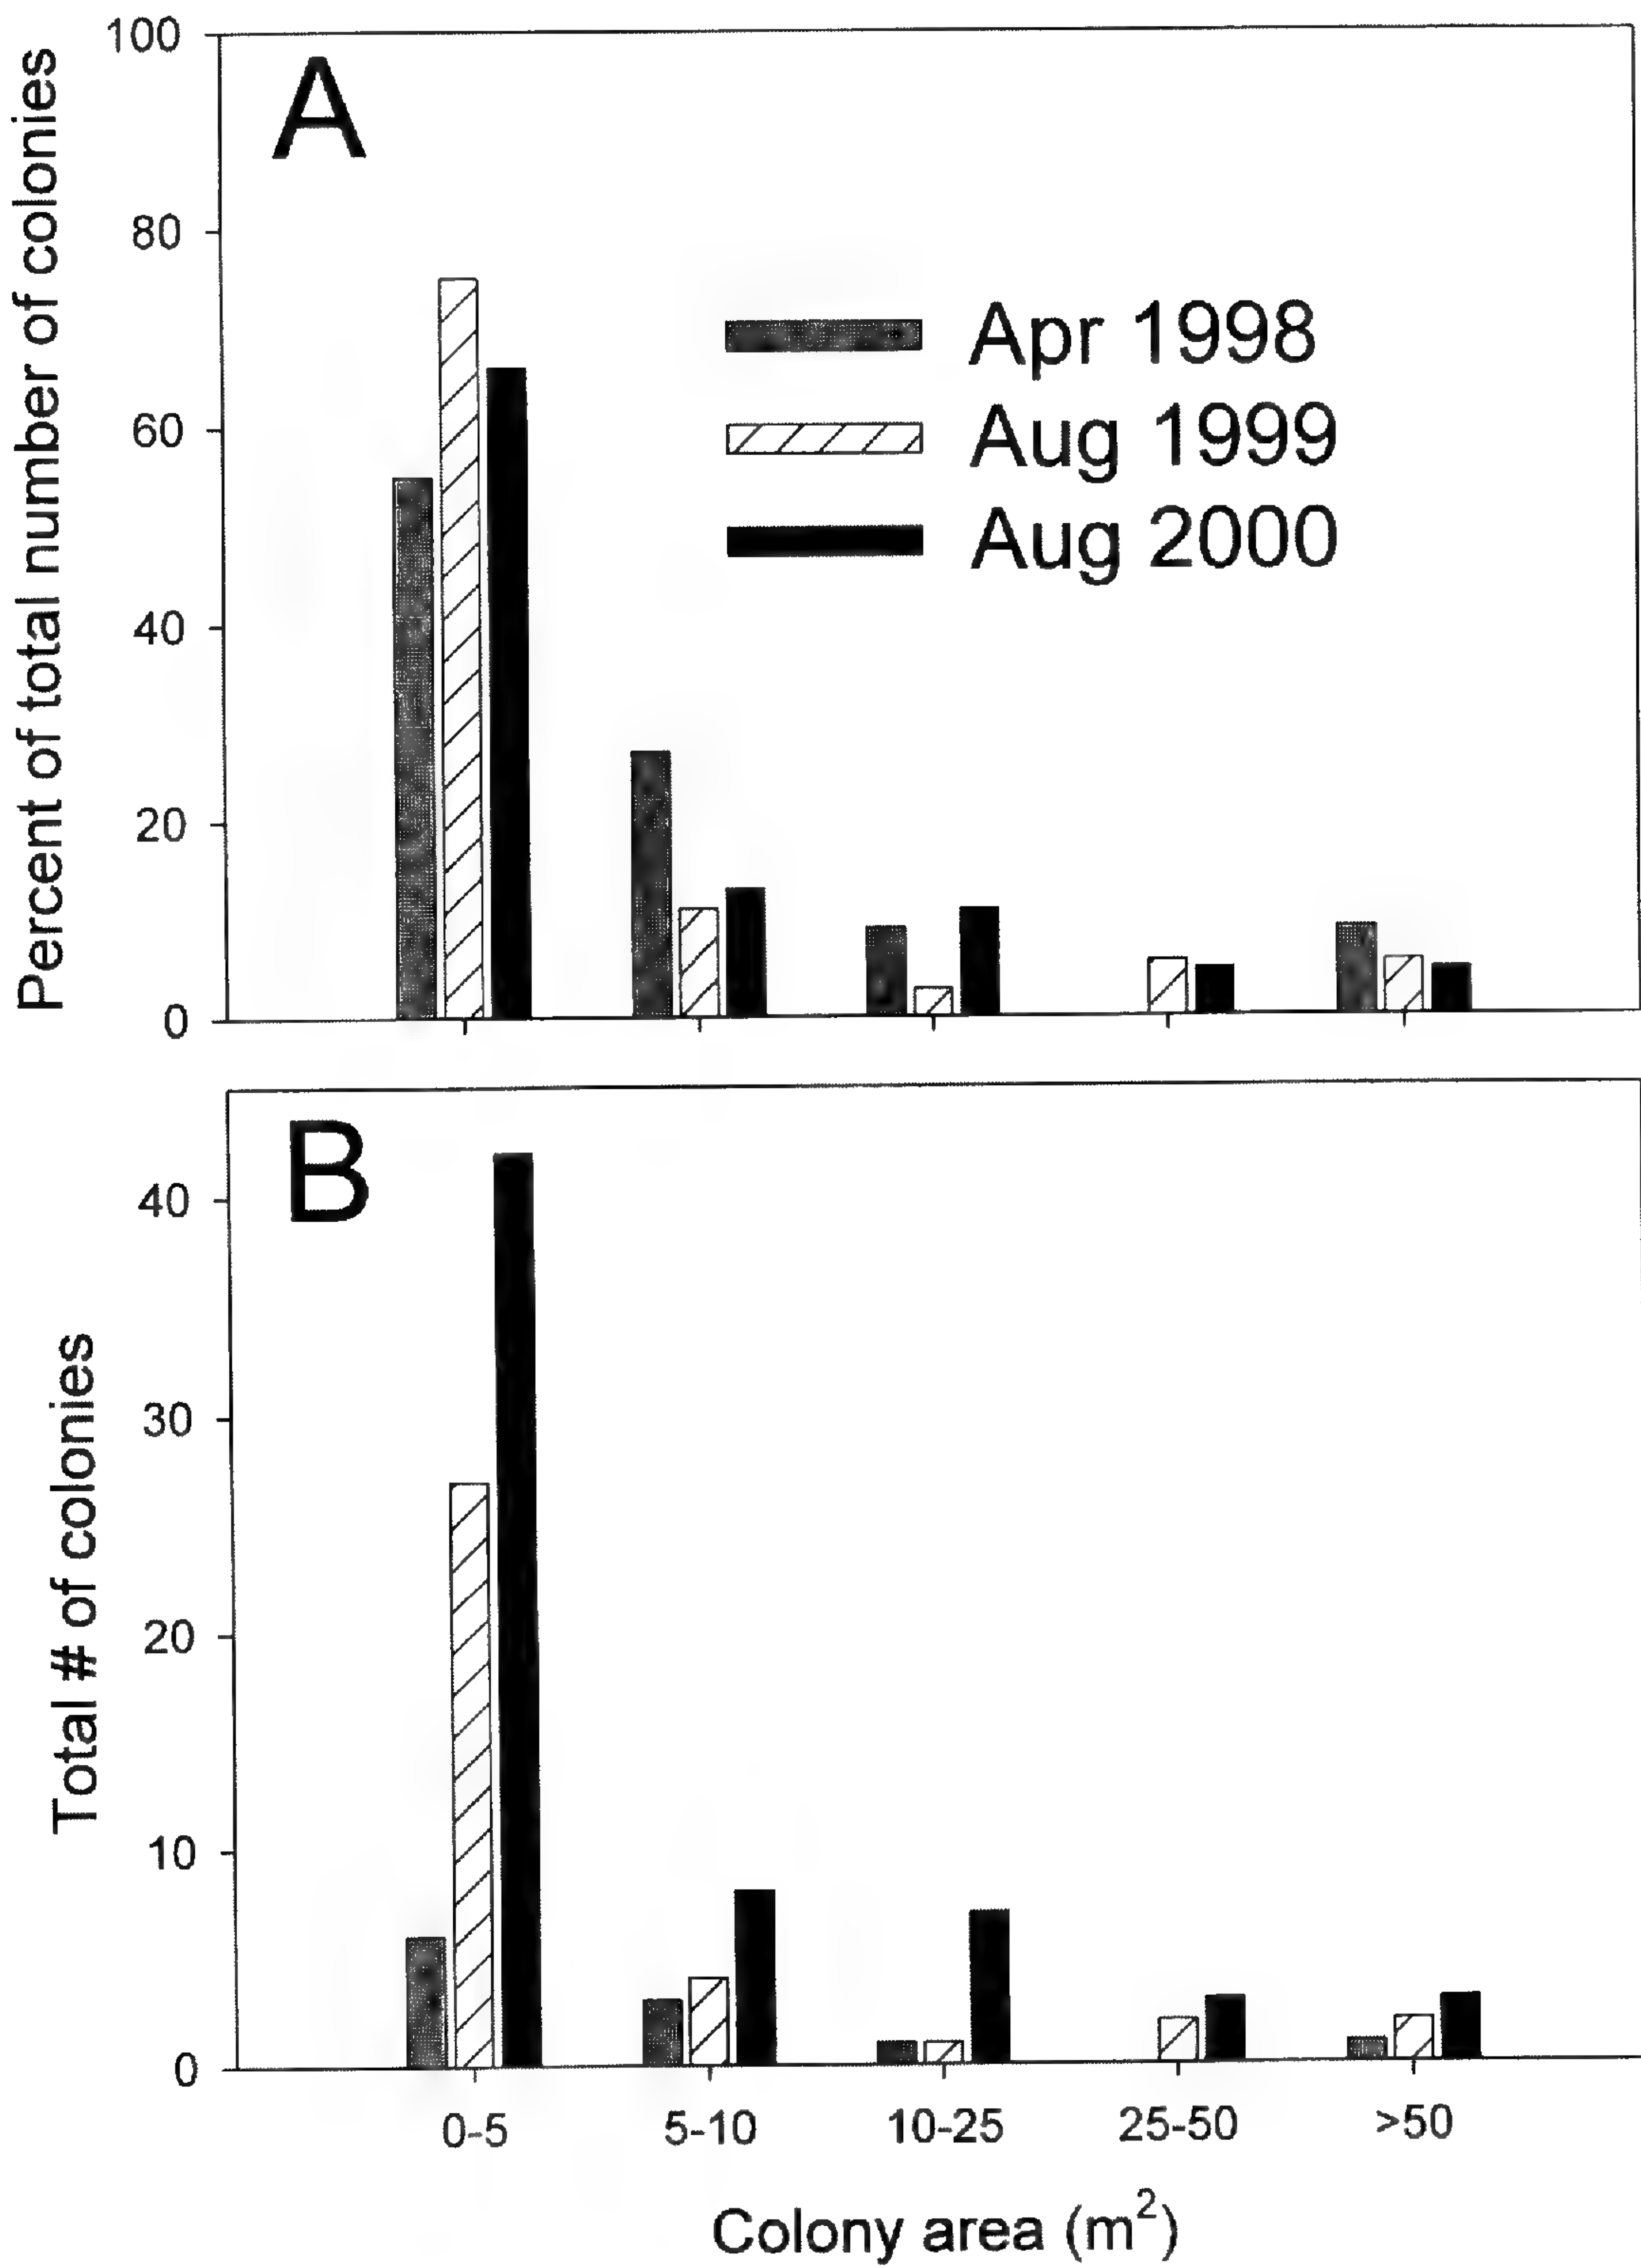 Percent of total number of colonies
100
80
60
40
20
0
A
Apr 1998
Aug 1999
Aug 2000
Total # of colonies
40
30
20
10
0
B
0-5
5-10
10-25
25-50
>50
Colony area (m²)